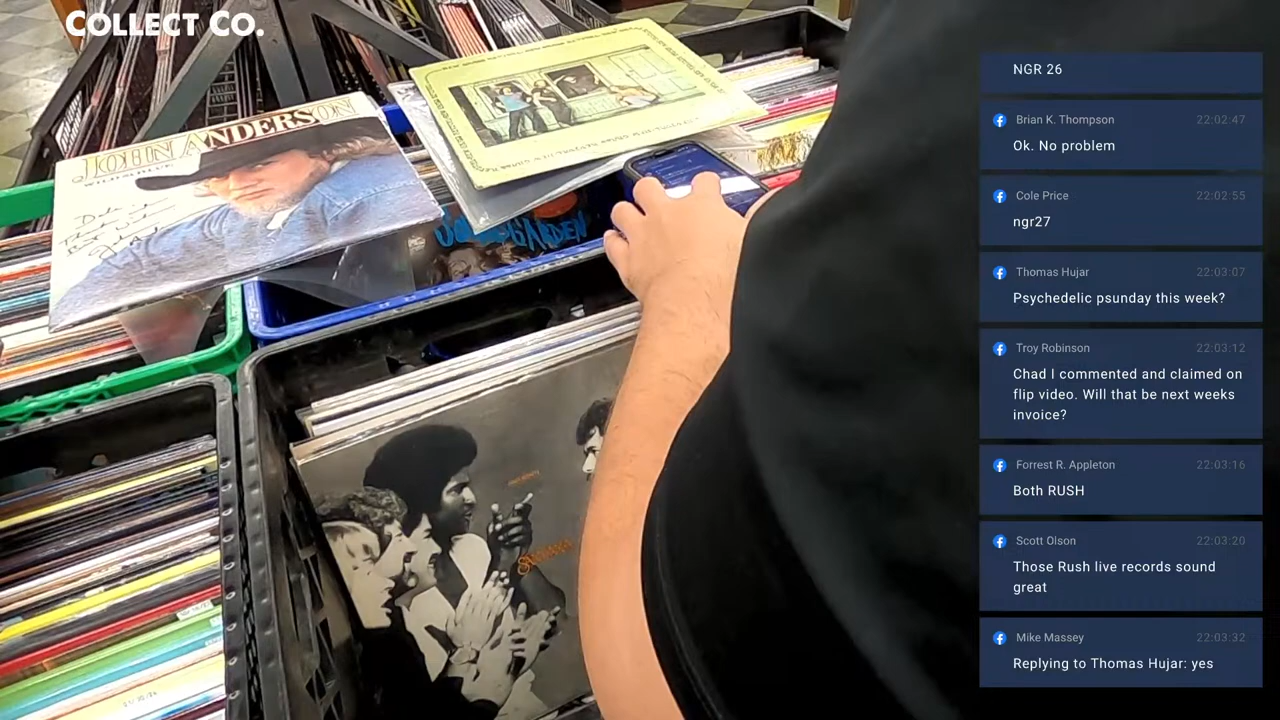 COLLECT CO.
JOHN ANDERSON
WILD & BLUE
NGR 26
Brian K. Thompson 22:02:47
Ok. No problem
Cole Price 22:02:55
ngr27
Thomas Hujar 22:03:07
Psychedelic psunday this week?
Troy Robinson 22:03:12
Chad I commented and claimed on
flip video. Will that be next weeks
invoice?
Forrest R. Appleton 22:03:16
Both RUSH
Scott Olson 22:03:20
Those Rush live records sound
great
Mike Massey 22:03:32
Replying to Thomas Hujar: yes